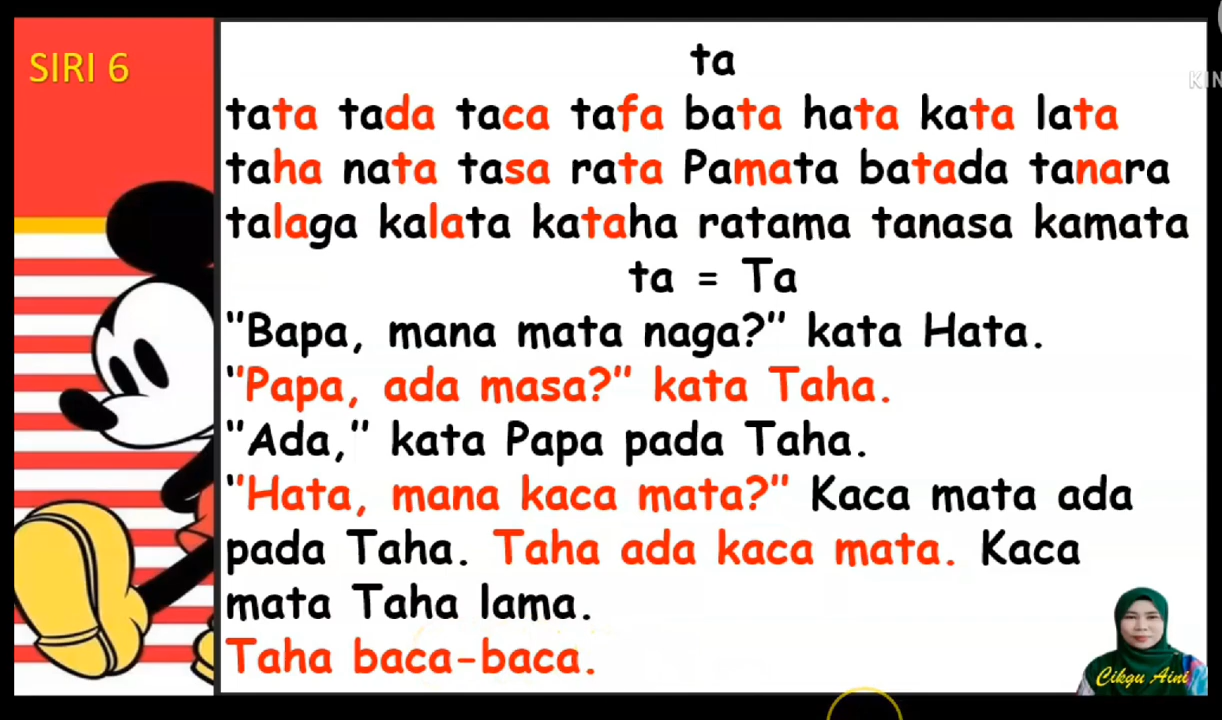 SIRI 6
ta
tata tada taca tafa bata hata kata lata
taha nata tasa rata Pamata batada tanara
talaga kalata kataha ratama tanasa kamata
ta = Ta
"Bapa, mana mata naga?" kata Hata.
"Papa, ada masa?" kata Taha.
"Ada," kata Papa pada Taha.
"Hata, mana kaca mata?" Kaca mata ada
pada Taha. Taha ada kaca mata. Kaca
mata Taha lama.
Taha baca-baca.
Cikgu Aini